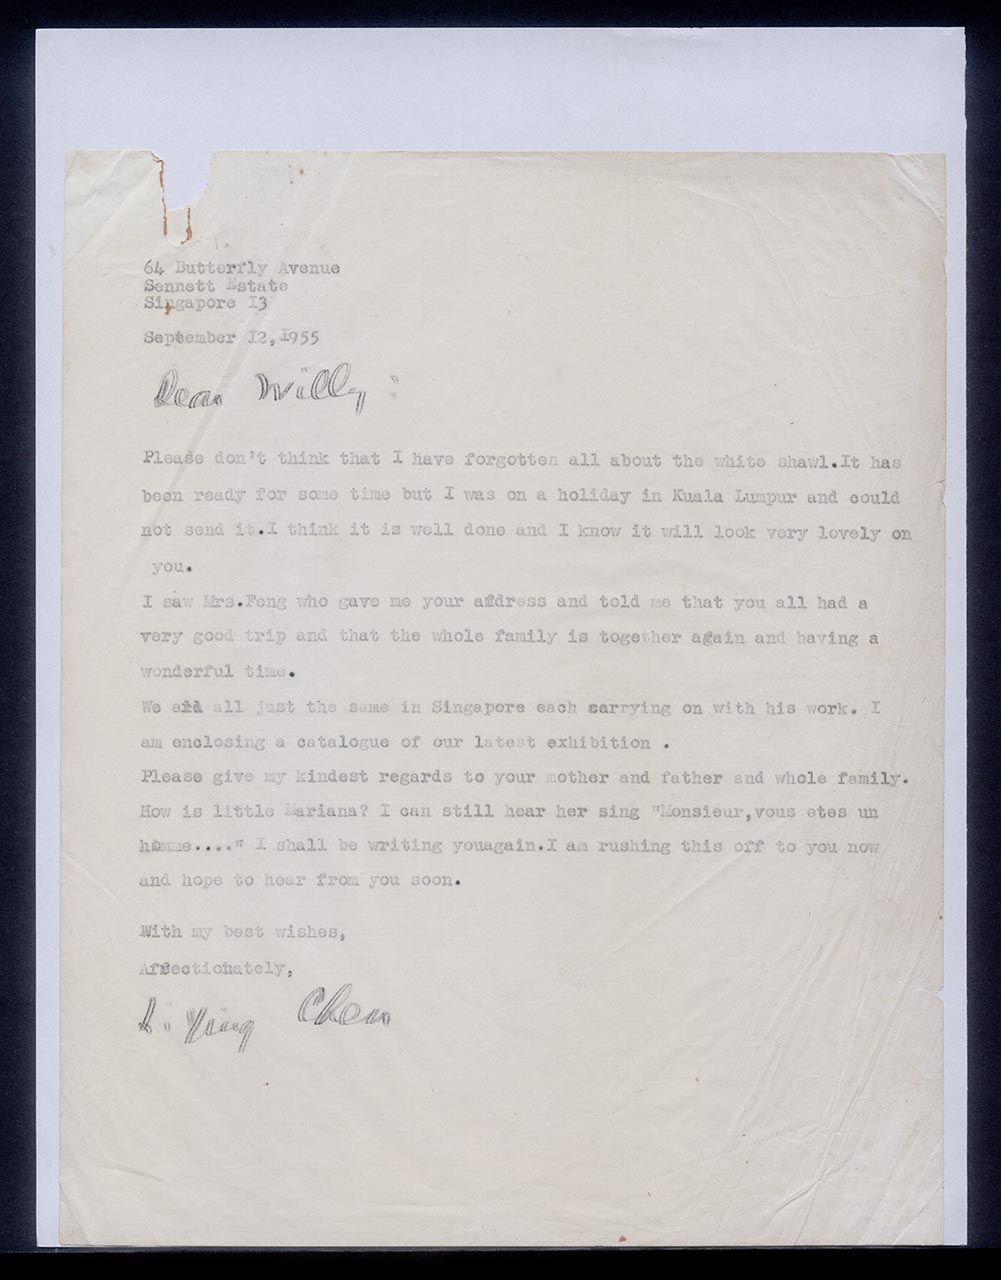 64 Butterfly Avenue
Sennett Estate
Singapore I3
September I2,I955
Dear Willy:
Please don't think that I have forgotten all about the white shawl.It has
been ready for some time but I was on a holiday in Kuala Lumpur and could
not send it.I think it is well done and I know it will look very lovely on
you.
I saw Mrs.Fong who gave me your address and told me that you all had a
very good trip and that the whole family is together again and having a
wonderful time.
We all just the same in Singapore each carrying on with his work. I
am enclosing a catalogue of our latest exhibition .
Please give my kindest regards to your mother and father and whole family.
How is little Mariana? I can still hear her sing "Monsieur,vous etes un
homme...." I shall be writing youagain.I am rushing this off to you now
and hope to hear from you soon.
With my best wishes,
Affectionately,
Li Ying Chen